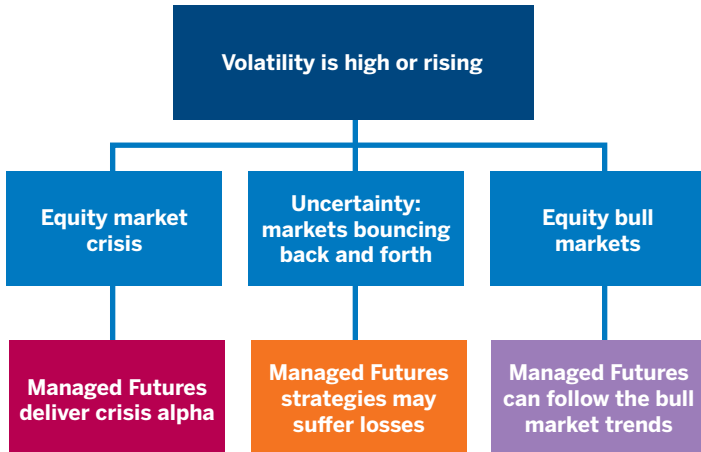 Volatility is high or rising
Equity market
crisis
Uncertainty:
markets bouncing
back and forth
Equity bull
markets
Managed Futures
deliver crisis alpha
Managed Futures
strategies may
suffer losses
Managed Futures
can follow the bull
market trends